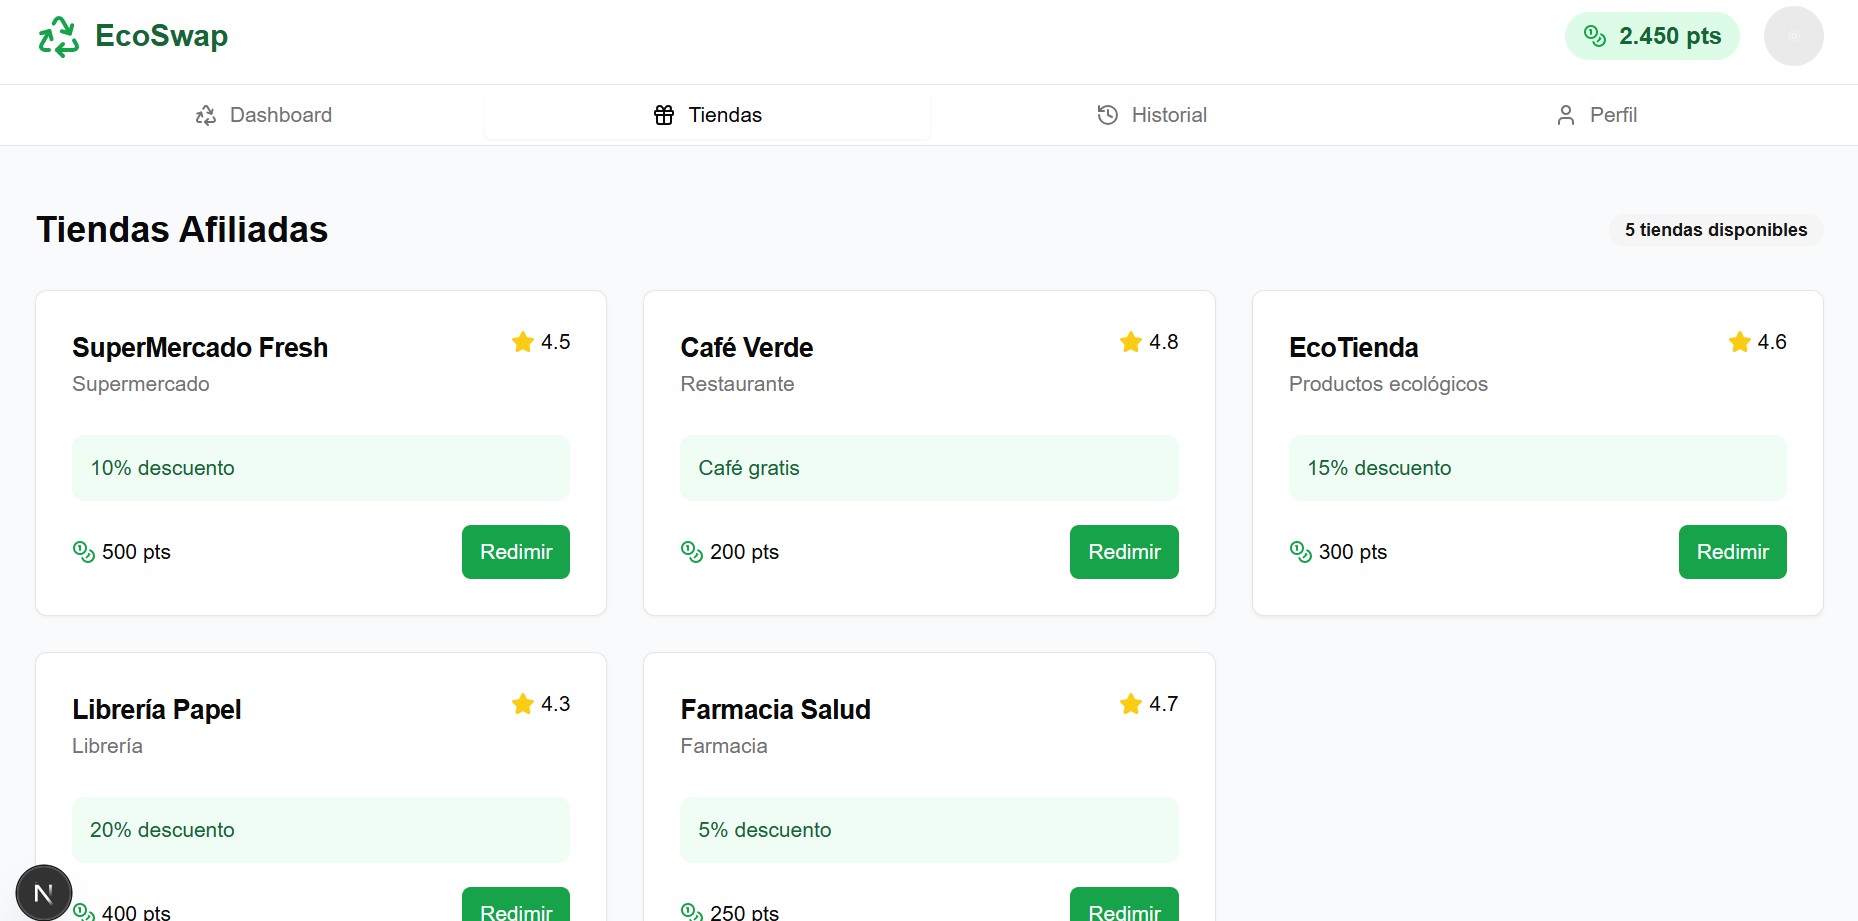 EcoSwap
2.450 pts
Dashboard
Tiendas
Historial
Perfil
Tiendas Afiliadas
5 tiendas disponibles
SuperMercado Fresh
4.5
Supermercado
10% descuento
500 pts
Redimir
Café Verde
4.8
Restaurante
Café gratis
200 pts
Redimir
EcoTienda
4.6
Productos ecológicos
15% descuento
300 pts
Redimir
Librería Papel
4.3
Librería
20% descuento
400 pts
Redimir
Farmacia Salud
4.7
Farmacia
5% descuento
250 pts
Redimir
N